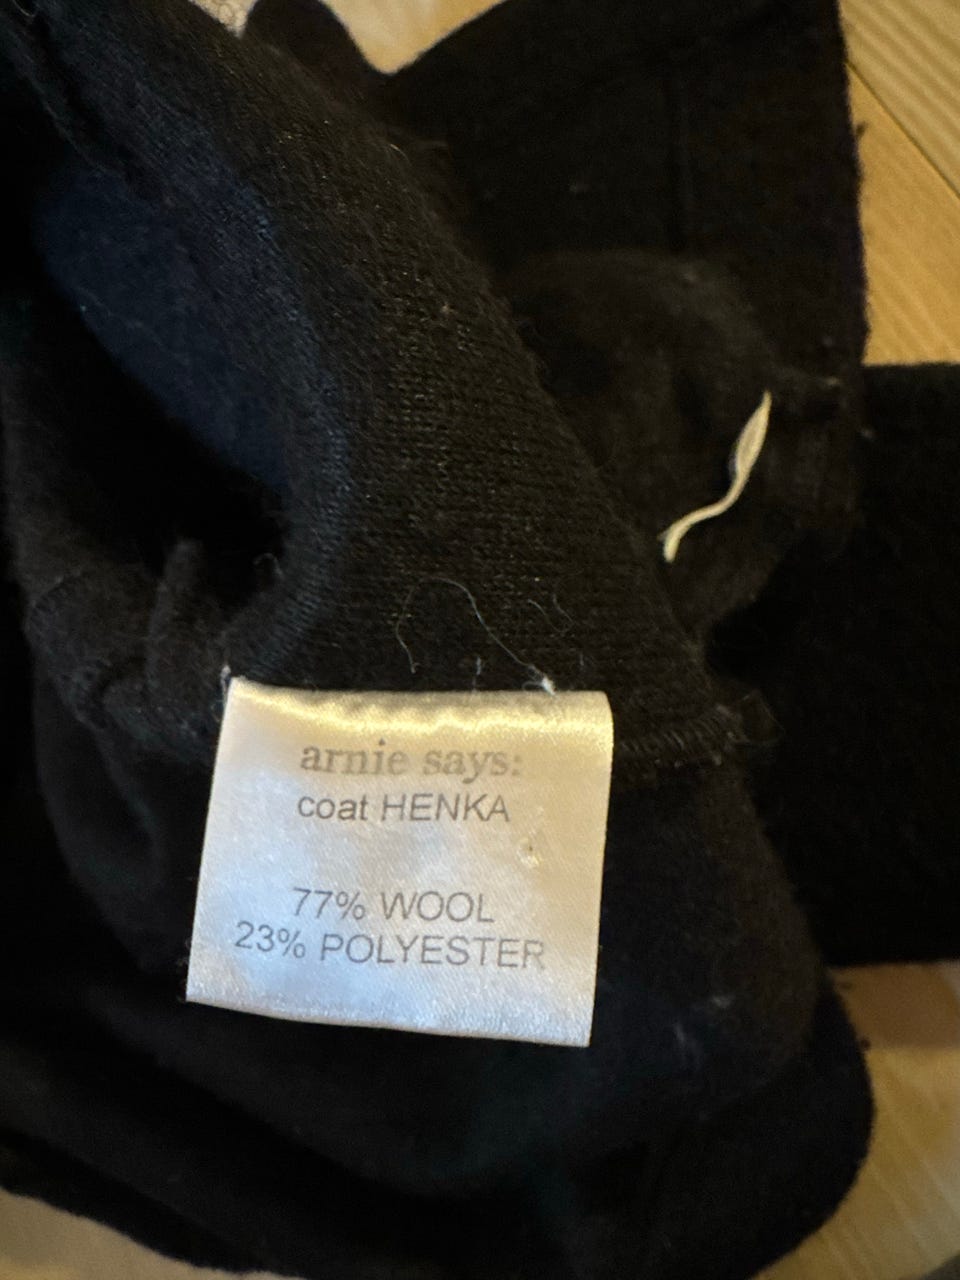 arnie says:
coat HENKA
77% WOOL
23% POLYESTER